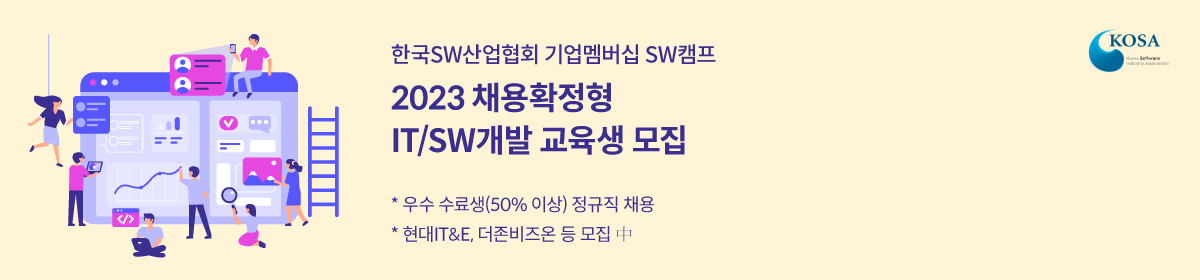 한국SW산업협회 기업멤버십 SW캠프
2023 채용확정형
IT/SW개발 교육생 모집
* 우수 수료생(50% 이상) 정규직 채용
* 현대IT&E, 더존비즈온 등 모집 中
KOSA
Korea Software
Industry Association